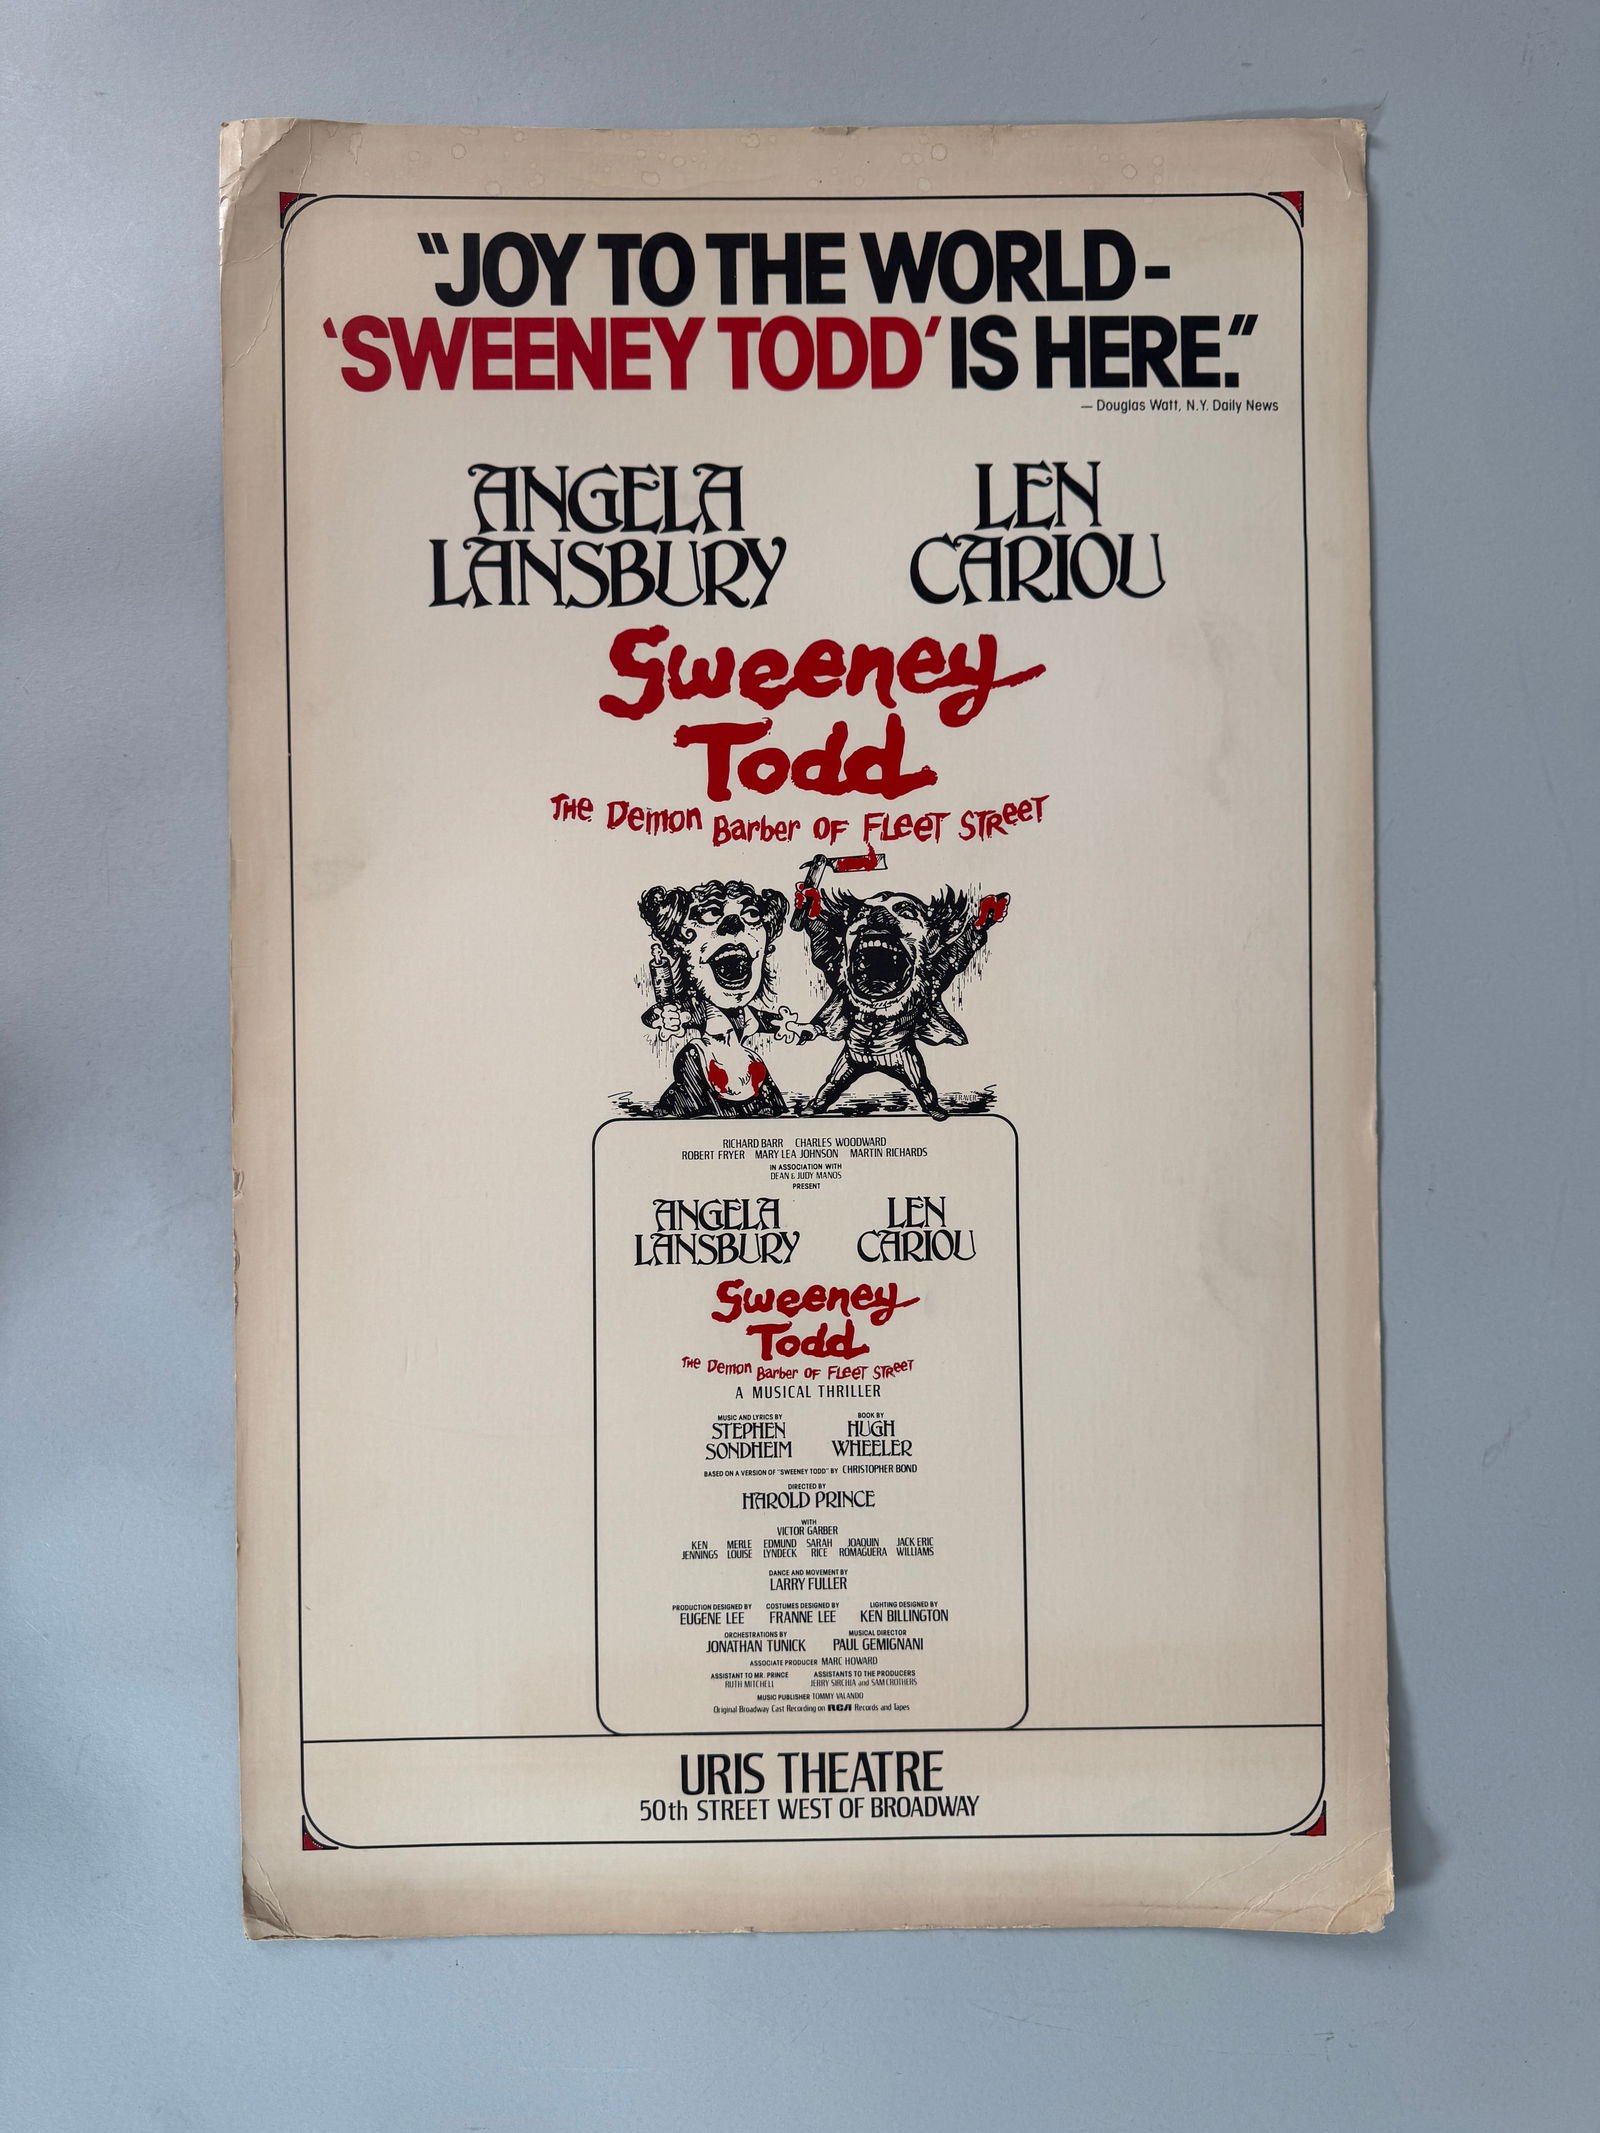 "JOY TO THE WORLD-
'SWEENEY TODD' IS HERE."
— Douglas Watt, N.Y. Daily News
ANGELA LANSBURY
LEN CARIOU
Sweeney
Todd
THE Demon Barber OF FLeeT STReeT
FRAVER
RICHARD BARR CHARLES WOODWARD
ROBERT FRYER MARY LEA JOHNSON MARTIN RICHARDS
IN ASSOCIATION WITH
DEAN & JUDY MANOS
PRESENT
ANGELA LANSBURY
LEN CARIOU
Sweeney
Todd
THE Demon Barber OF FLeeT STReeT
A MUSICAL THRILLER
MUSIC AND LYRICS BY
STEPHEN
SONDHEIM
BOOK BY
HUGH
WHEELER
BASED ON A VERSION OF "SWEENEY TODD" BY CHRISTOPHER BOND
DIRECTED BY
HAROLD PRINCE
WITH
VICTOR GARBER
KEN JENNINGS
MERLE LOUISE
EDMUND LYNDECK
SARAH RICE
JOAQUIN ROMAGUERA
JACK ERIC WILLIAMS
DANCE AND MOVEMENT BY
LARRY FULLER
PRODUCTION DESIGNED BY
EUGENE LEE
COSTUMES DESIGNED BY
FRANNE LEE
LIGHTING DESIGNED BY
KEN BILLINGTON
ORCHESTRATIONS BY
JONATHAN TUNICK
MUSICAL DIRECTOR
PAUL GEMIGNANI
ASSOCIATE PRODUCER MARC HOWARD
ASSISTANT TO MR. PRINCE
RUTH MITCHELL
ASSISTANTS TO THE PRODUCERS
JERRY SIRCHIA and SAM CROTHERS
MUSIC PUBLISHER TOMMY VALANDO
Original Broadway Cast Recording on RCA Records and Tapes
URIS THEATRE
50th STREET WEST OF BROADWAY